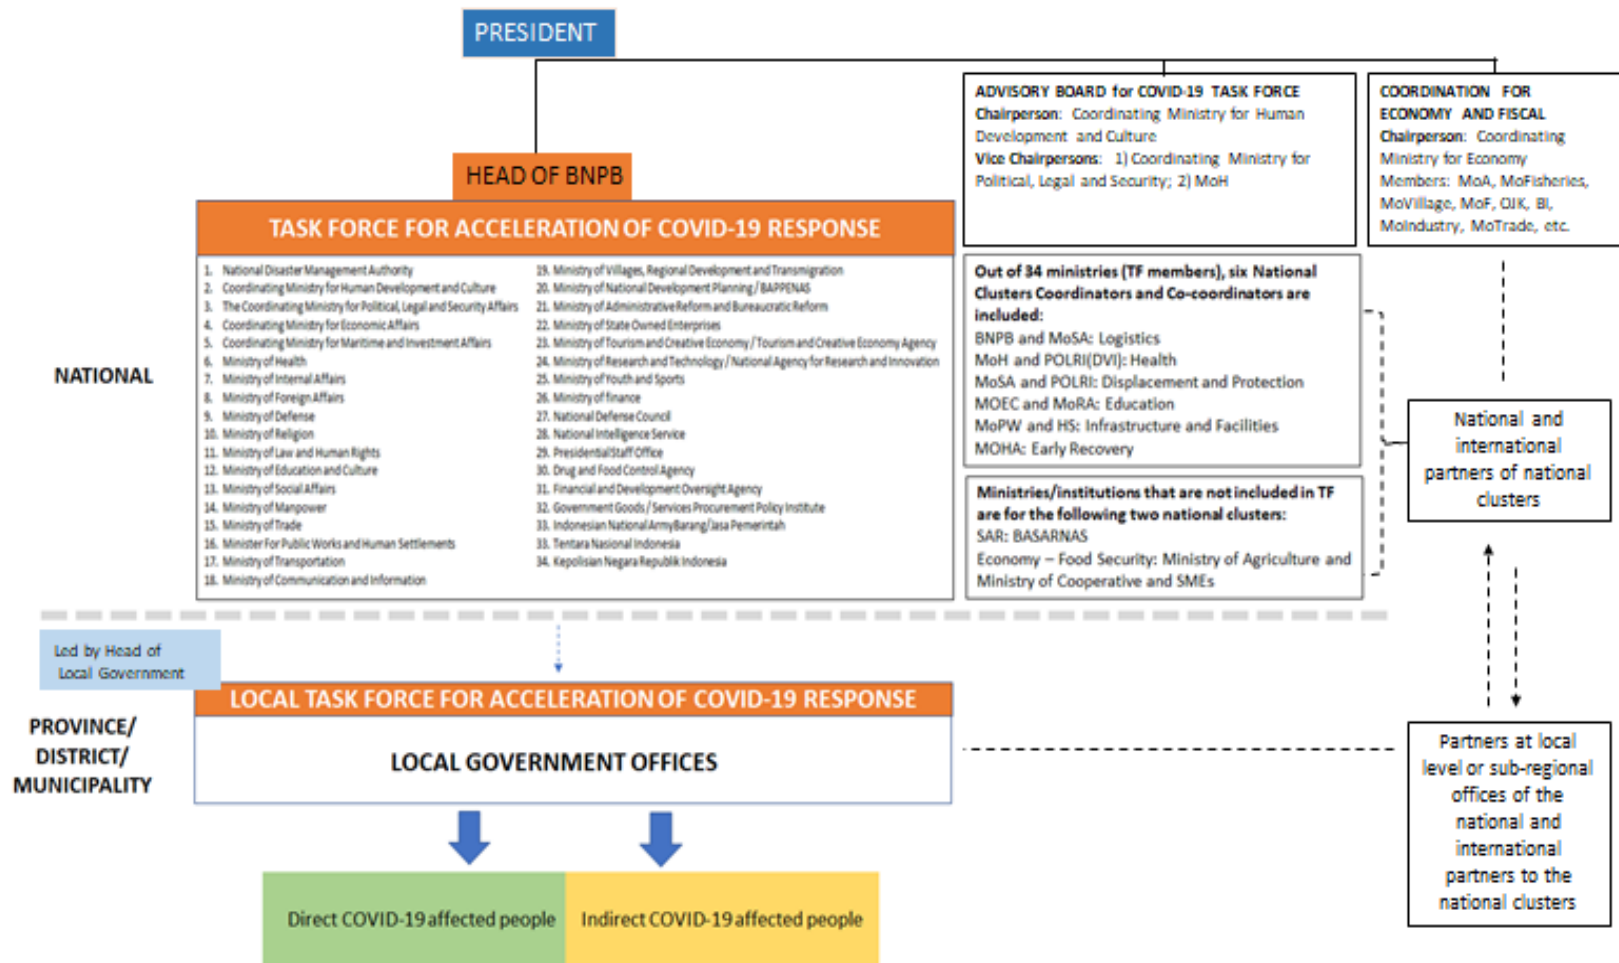 PRESIDENT
HEAD OF BNPB
TASK FORCE FOR ACCELERATION OF COVID-19 RESPONSE
1. National Disaster Management Authority
2. Coordinating Ministry for Human Development and Culture
3. The Coordinating Ministry for Political, Legal and Security Affairs
4. Coordinating Ministry for Economic Affairs
5. Coordinating Ministry for Maritime and Investment Affairs
6. Ministry of Health
7. Ministry of Internal Affairs
8. Ministry of Foreign Affairs
9. Ministry of Defense
10. Ministry of Religion
11. Ministry of Law and Human Rights
12. Ministry of Education and Culture
13. Ministry of Social Affairs
14. Ministry of Manpower
15. Ministry of Trade
16. Minister For Public Works and Human Settlements
17. Ministry of Transportation
18. Ministry of Communication and Information
19. Ministry of Villages, Regional Development and Transmigration
20. Ministry of National Development Planning / BAPPENAS
21. Ministry of Administrative Reform and Bureaucratic Reform
22. Ministry of State Owned Enterprises
23. Ministry of Tourism and Creative Economy / Tourism and Creative Economy Agency
24. Ministry of Research and Technology / National Agency for Research and Innovation
25. Ministry of Youth and Sports
26. Ministry of finance
27. National Defense Council
28. National Intelligence Service
29. Presidential Staff Office
30. Drug and Food Control Agency
31. Financial and Development Oversight Agency
32. Government Goods / Services Procurement Policy Institute
33. Indonesian National ArmyBarang/Jasa Pemerintah
33. Tentara Nasional Indonesia
34. Kepolisian Negara Republik Indonesia
ADVISORY BOARD for COVID-19 TASK FORCE
Chairperson: Coordinating Ministry for Human
Development and Culture
Vice Chairpersons: 1) Coordinating Ministry for
Political, Legal and Security; 2) MoH
COORDINATION FOR
ECONOMY AND FISCAL
Chairperson: Coordinating
Ministry for Economy
Members: MoA, MoFisheries,
MoVillage, MoF, OJK, BI,
MoIndustry, MoTrade, etc.
Out of 34 ministries (TF members), six National
Clusters Coordinators and Co-coordinators are
included:
BNPB and MoSA: Logistics
MoH and POLRI(DVI): Health
MoSA and POLRI: Displacement and Protection
MOEC and MoRA: Education
MoPW and HS: Infrastructure and Facilities
MOHA: Early Recovery
Ministries/institutions that are not included in TF
are for the following two national clusters:
SAR: BASARNAS
Economy – Food Security: Ministry of Agriculture and
Ministry of Cooperative and SMEs
NATIONAL
National and
international
partners of national
clusters
Led by Head of
Local Government
LOCAL TASK FORCE FOR ACCELERATION OF COVID-19 RESPONSE
LOCAL GOVERNMENT OFFICES
PROVINCE/
DISTRICT/
MUNICIPALITY
Partners at local
level or sub-regional
offices of the
national and
international
partners to the
national clusters
Direct COVID-19 affected people
Indirect COVID-19 affected people